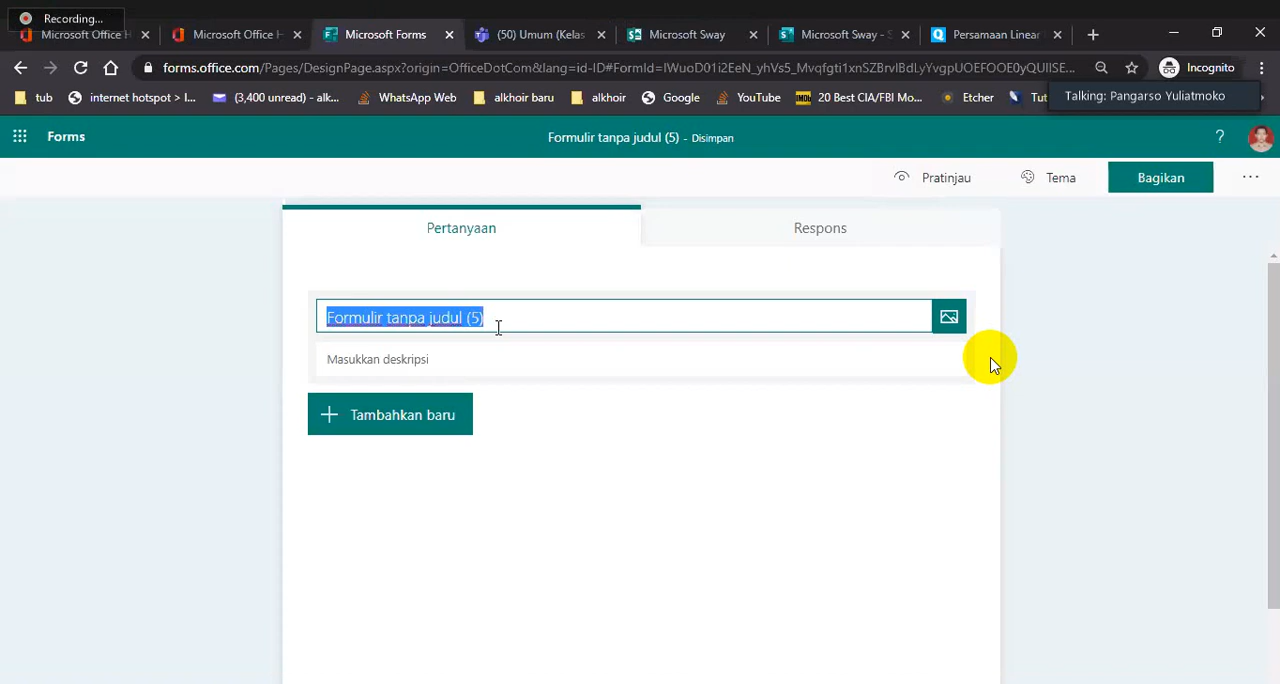 Recording...
Microsoft Office H
Microsoft Office H
Microsoft Forms
(50) Umum (Kelas
Microsoft Sway
Microsoft Sway -
Persamaan Linear
forms.office.com/Pages/DesignPage.aspx?origin=OfficeDotCom&lang=id-ID#FormId=
Incognito
tub
internet hotspot > I...
(3,400 unread) - alk...
WhatsApp Web
alkhoir baru
alkhoir
Google
YouTube
20 Best CIA/FBI Mo...
Etcher
Tut
Talking: Pangarso Yuliatmoko
Forms
Formulir tanpa judul (5) - Disimpan
?
Pratinjau
Tema
Bagikan
Pertanyaan
Respons
Formulir tanpa judul (5)
Masukkan deskripsi
Tambahkan baru